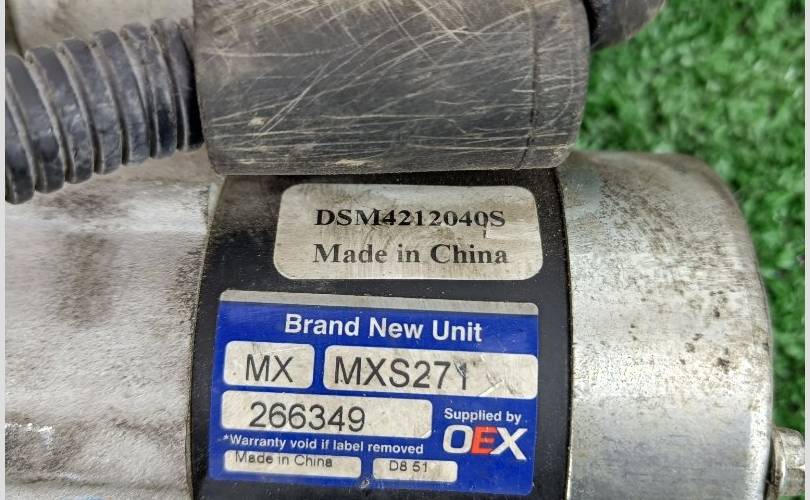 DSM4212040S
Made in China
Brand New Unit
MX MXS271
266349
Supplied by
OEX
*Warranty void if label removed
Made in China D8 51